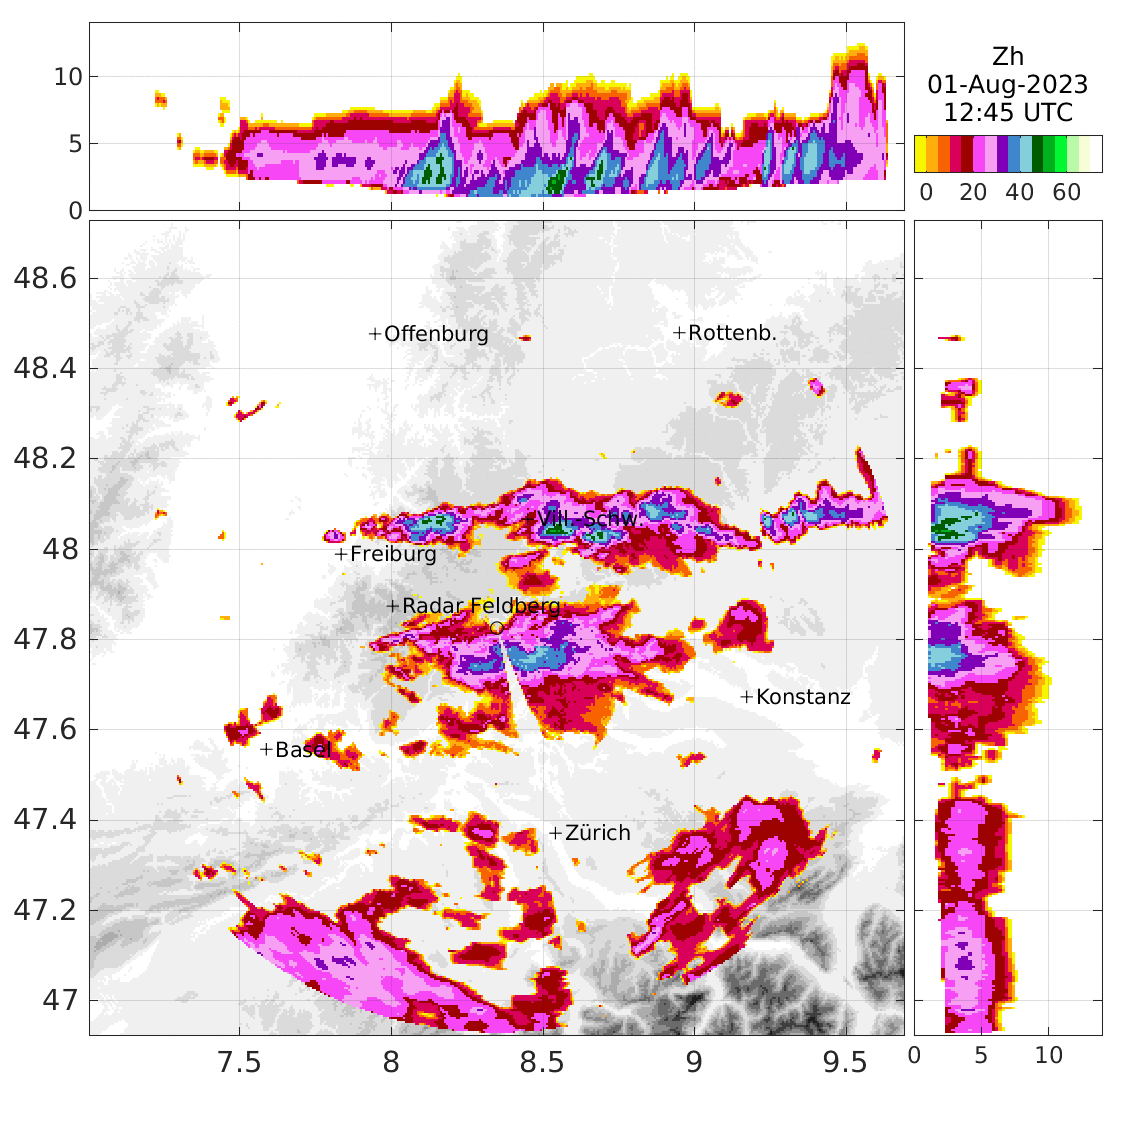 10
5
0
Zh
01-Aug-2023
12:45 UTC
0 20 40 60
48.6
48.4
48.2
48
47.8
47.6
47.4
47.2
47
+Offenburg
+Rottenb.
+Vill.-Schw.
+Freiburg
+Radar Feldberg
+Konstanz
+Basel
+Zürich
7.5 8 8.5 9 9.5
0 5 10